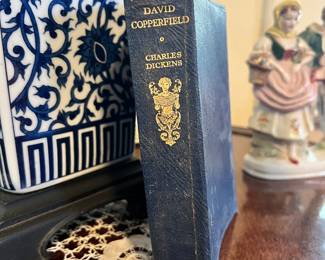 DAVID
COPPERFIELD
CHARLES
DICKENS